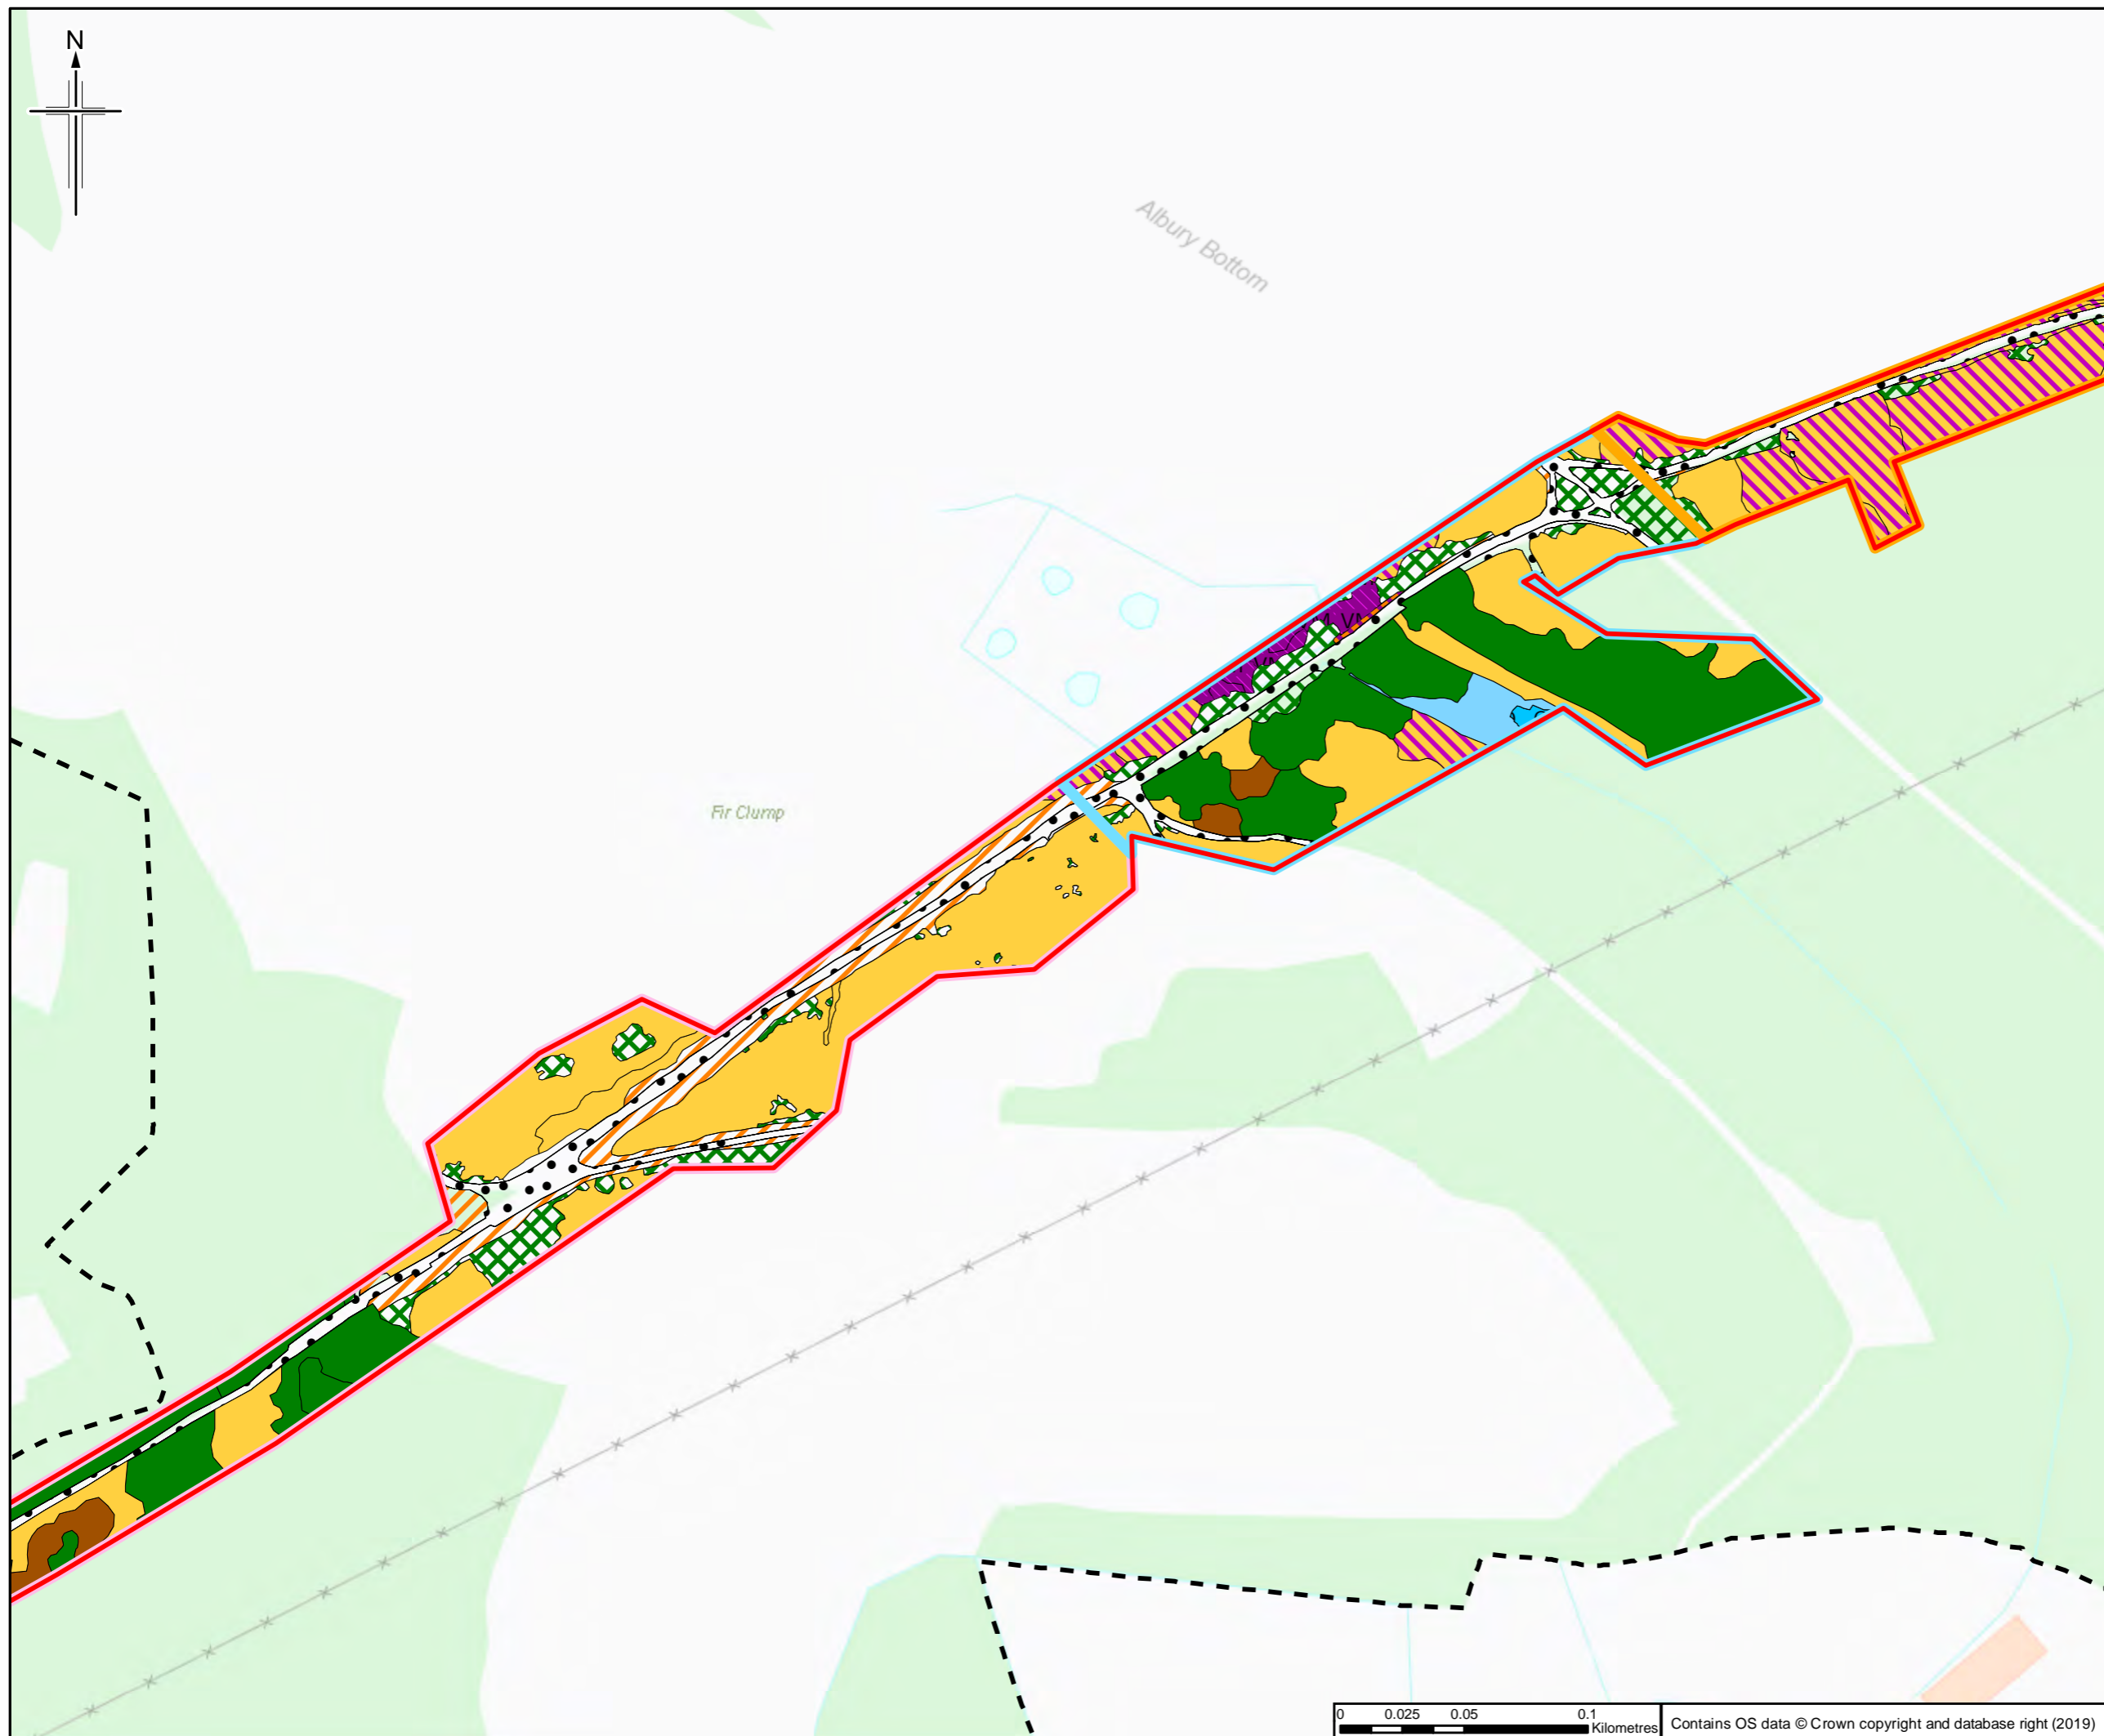 N
Albury Bottom
Fir Clump
0 0.025 0.05 0.1
Kilometres
Contains OS data © Crown copyright and database right (2019)